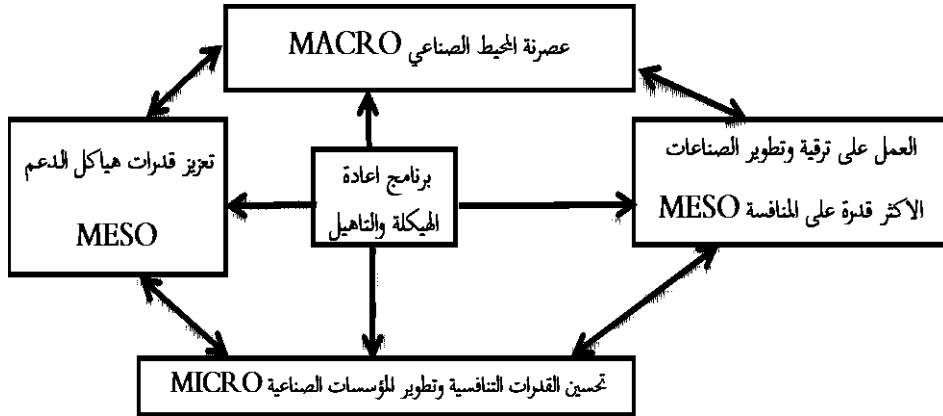 عصرنة المحيط الصناعي MACRO
العمل على ترقية وتطوير الصناعات
الاكثر قدرة على المنافسة MESO
برنامج اعادة
الهيكلة والتاهيل
تعزيز قدرات هياكل الدعم
MESO
تحسين القدرات التنافسية وتطوير للمؤسسات الصناعية MICRO